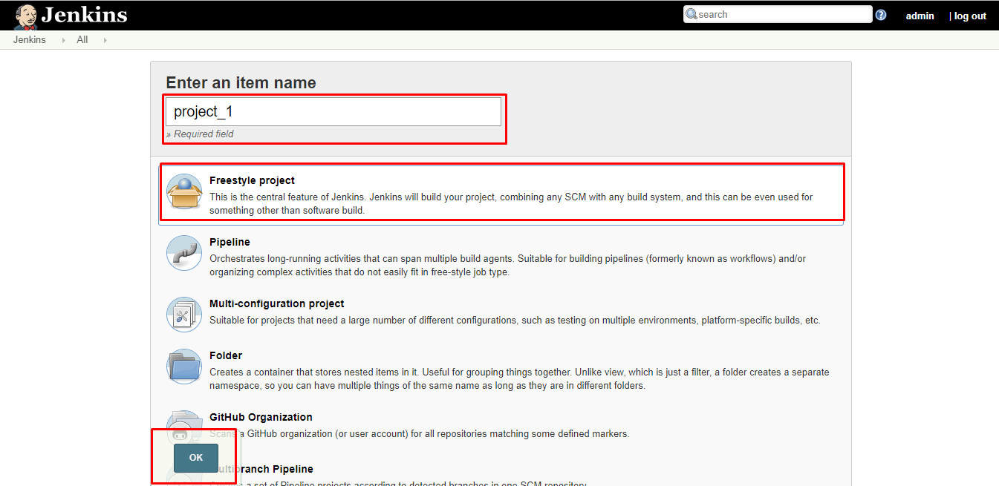 Jenkins
search
admin
| log out
Jenkins
All
Enter an item name
project_1
» Required field
Freestyle project
This is the central feature of Jenkins. Jenkins will build your project, combining any SCM with any build system, and this can be even used for
something other than software build.
Pipeline
Orchestrates long-running activities that can span multiple build agents. Suitable for building pipelines (formerly known as workflows) and/or
organizing complex activities that do not easily fit in free-style job type.
Multi-configuration project
Suitable for projects that need a large number of different configurations, such as testing on multiple environments, platform-specific builds, etc.
Folder
Creates a container that stores nested items in it. Useful for grouping things together. Unlike view, which is just a filter, a folder creates a separate
namespace, so you can have multiple things of the same name as long as they are in different folders.
GitHub Organization
Scans a GitHub organization (or user account) for all repositories matching some defined markers.
OK
Multibranch Pipeline
a set of Pipeline projects according to detected branches in one SCM repository.